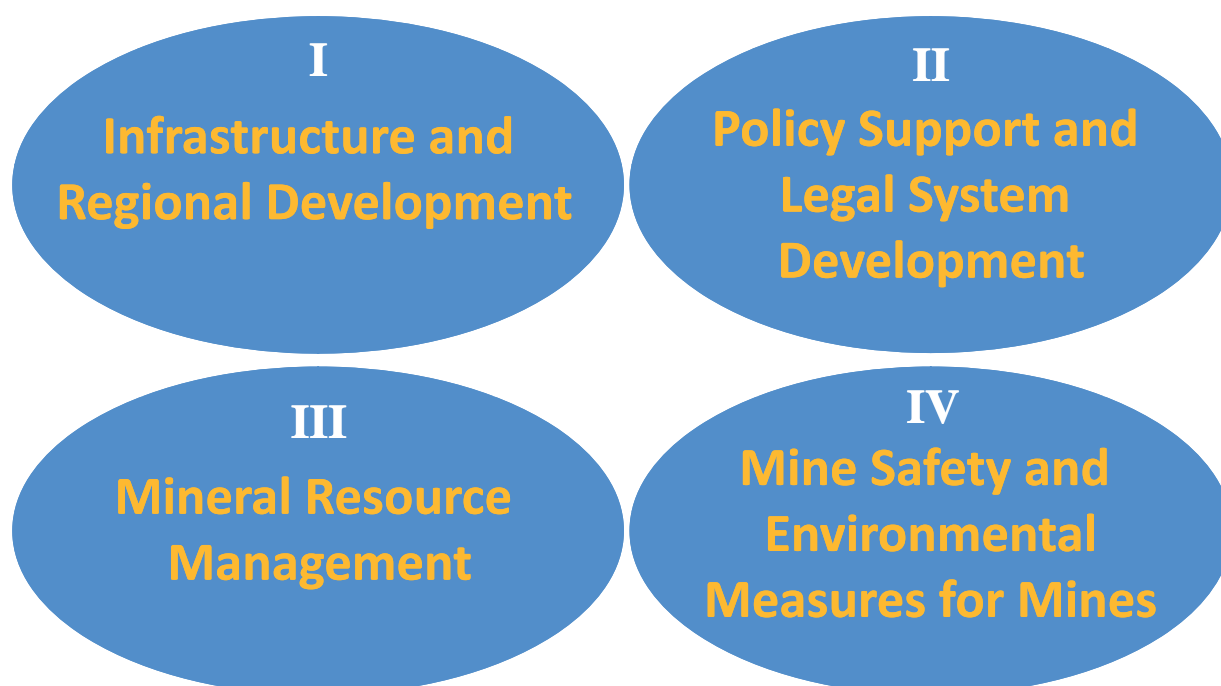 I
Infrastructure and
Regional Development
II
Policy Support and
Legal System
Development
III
Mineral Resource
Management
IV
Mine Safety and
Environmental
Measures for Mines